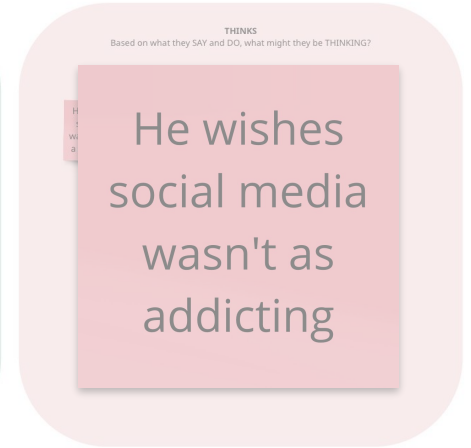 THINKS
Based on what they SAY and DO, what might they be THINKING?
He wishes
social media
wasn't as
addicting